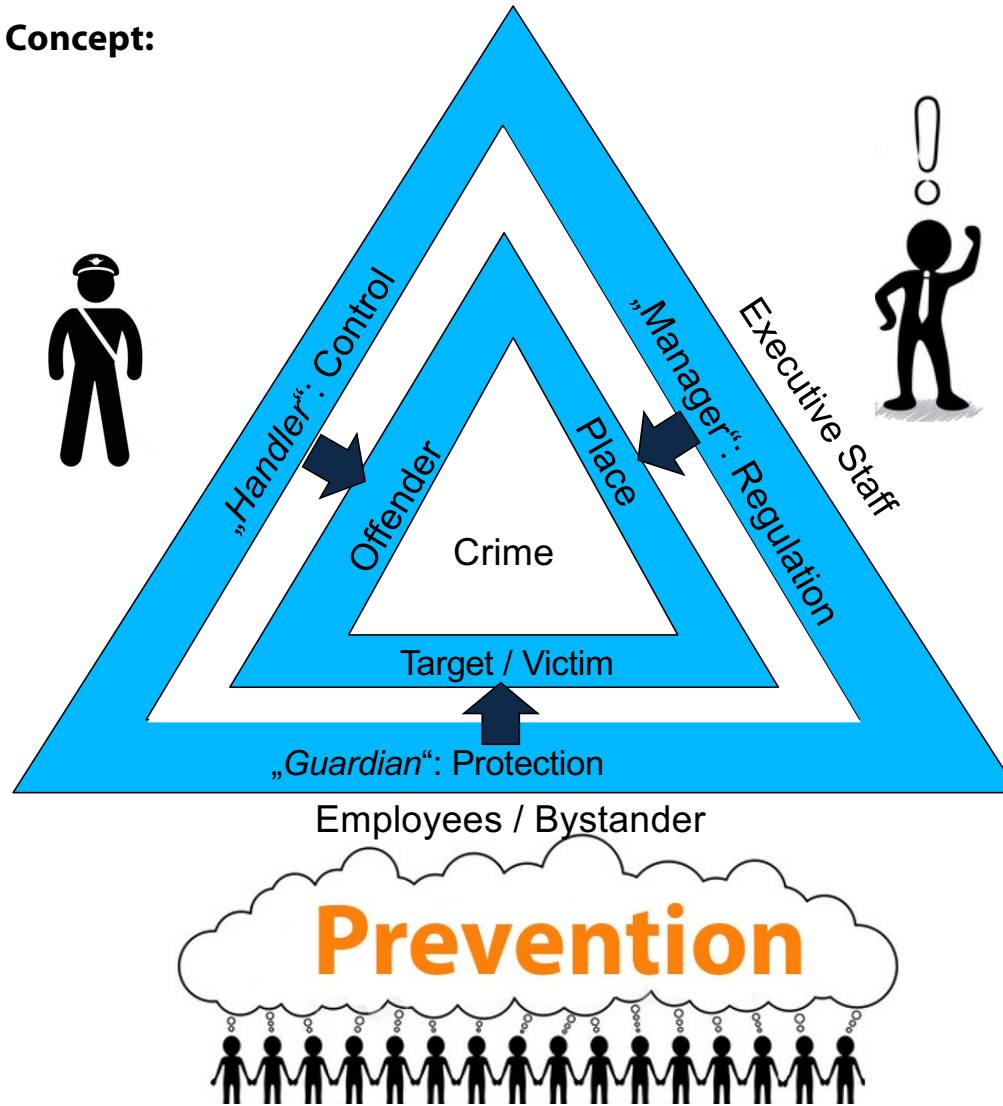 Concept:
„Handler“: Control
„Manager“: Regulation
Executive Staff
Offender
Place
Crime
Target / Victim
„Guardian“: Protection
Employees / Bystander
Prevention